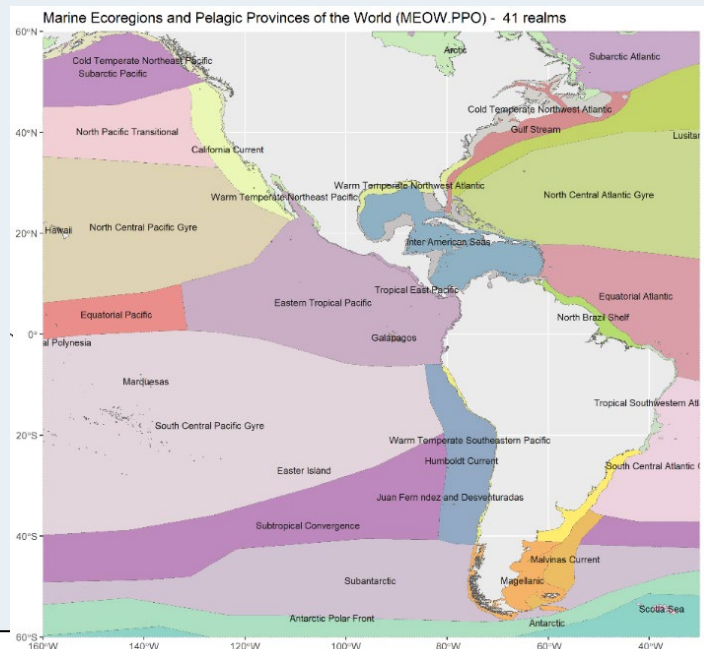 Marine Ecoregions and Pelagic Provinces of the World (MEOW.PPO) - 41 realms
60°N
Arctic
Subarctic Atlantic
Cold Temperate Northeast Pacific
Subarctic Pacific
Cold Temperate Northwest Atlantic
North Pacific Transitional
Gulf Stream
40°N
Lusitan
California Current
Warm Temperate Northwest Atlantic
Warm Temperate Northeast Pacific
North Central Atlantic Gyre
North Central Pacific Gyre
Hawaii
20°N
Inter American Seas
Tropical East Pacific
Eastern Tropical Pacific
Equatorial Atlantic
Equatorial Pacific
North Brazil Shelf
0°
Galapagos
al Polynesia
Marquesas
Tropical Southwestern Atl
South Central Pacific Gyre
20°S
Warm Temperate Southeastern Pacific
Humboldt Current
South Central Atlantic G
Easter Island
Juan Fern ndez and Desventuradas
Subtropical Convergence
40°S
Malvinas Current
Subantarctic
Magellanic
Scotia Sea
Antarctic Polar Front
Antarctic
60°S
160°W 140°W 120°W 100°W 80°W 60°W 40°W